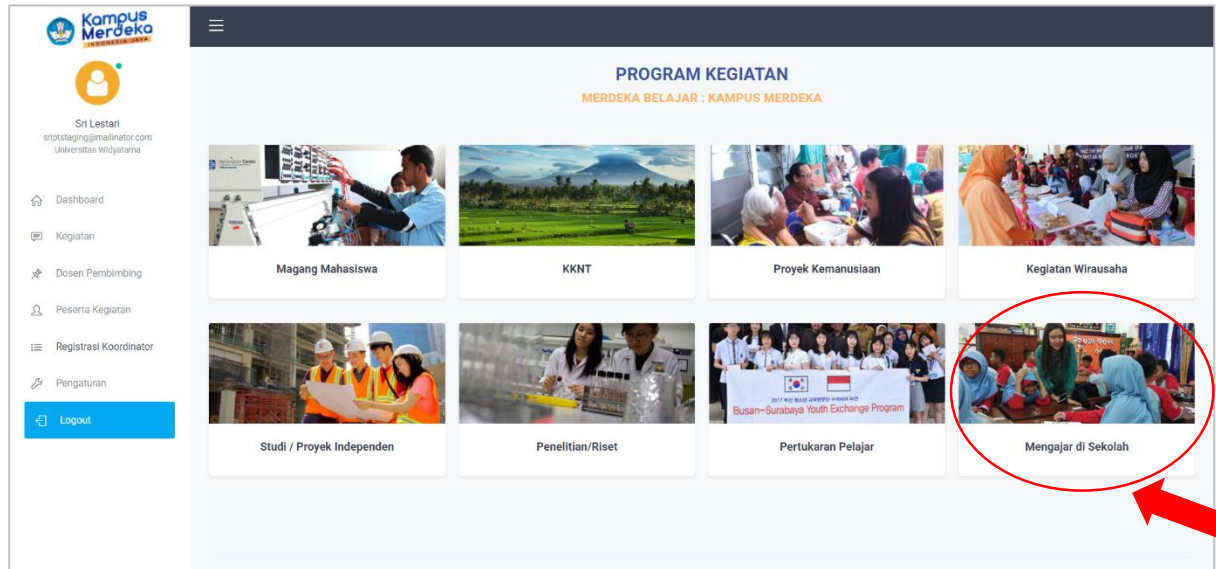 Kampus
Merdeka
INDONESIA JAYA
Sri Lestari
sriptstaging@mailinator.com
Universitas Widyatama
Dashboard
Kegiatan
Dosen Pembimbing
Peserta Kegiatan
Registrasi Koordinator
Pengaturan
Logout
PROGRAM KEGIATAN
MERDEKA BELAJAR : KAMPUS MERDEKA
Magang Mahasiswa
KKNT
Proyek Kemanusiaan
Kegiatan Wirausaha
Busan-Surabaya Youth Exchange Program
Studi / Proyek Independen
Penelitian/Riset
Pertukaran Pelajar
Mengajar di Sekolah